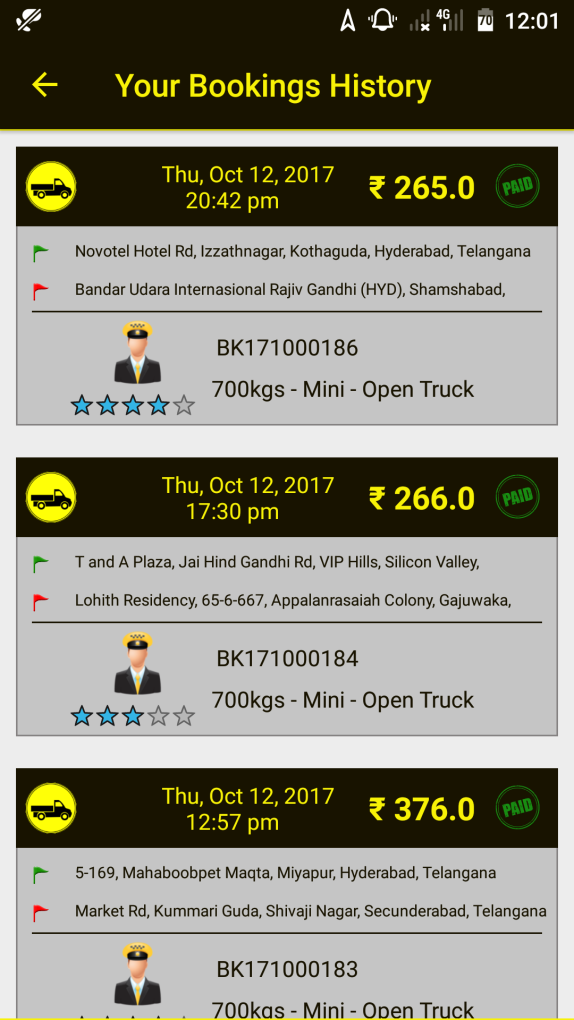 4G
70
12:01
Your Bookings History
Thu, Oct 12, 2017
20:42 pm
₹ 265.0
PAID
Novotel Hotel Rd, Izzathnagar, Kothaguda, Hyderabad, Telangana
Bandar Udara Internasional Rajiv Gandhi (HYD), Shamshabad,
BK171000186
700kgs - Mini - Open Truck
Thu, Oct 12, 2017
17:30 pm
₹ 266.0
PAID
T and A Plaza, Jai Hind Gandhi Rd, VIP Hills, Silicon Valley,
Lohith Residency, 65-6-667, Appalanrasaiah Colony, Gajuwaka,
BK171000184
700kgs - Mini - Open Truck
Thu, Oct 12, 2017
12:57 pm
₹ 376.0
PAID
5-169, Mahaboobpet Maqta, Miyapur, Hyderabad, Telangana
Market Rd, Kummari Guda, Shivaji Nagar, Secunderabad, Telangana
BK171000183
700kgs - Mini - Open Truck